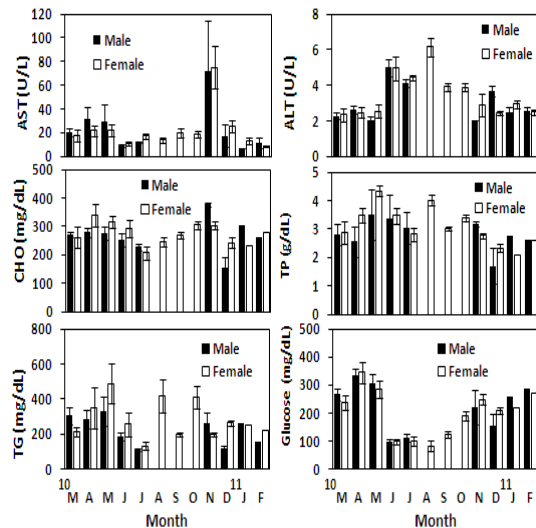 AST (U/L)
120
100
80
60
40
20
0
Male
Female
ALT (U/L)
8
6
4
2
0
Male
Female
CHO (mg/dL)
500
400
300
200
100
0
Male
Female
TP (g/dL)
6
5
4
3
2
1
0
Male
Female
TG (mg/dL)
800
600
400
200
0
Male
Female
10 11
M A M J J A S O N D J F
Month
Glucose (mg/dL)
500
400
300
200
100
0
Male
Female
10 11
M A M J J A S O N D J F
Month